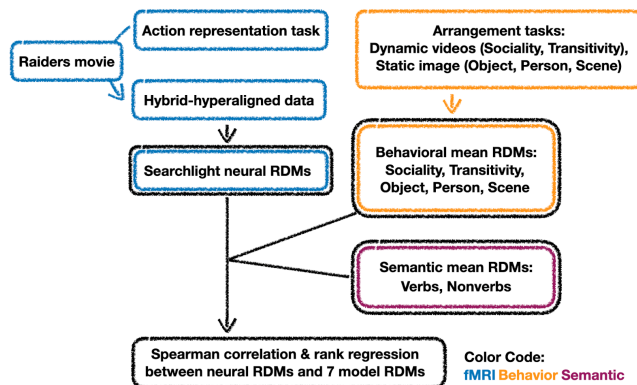 Action representation task
Raiders movie
Hybrid-hyperaligned data
Searchlight neural RDMs
Arrangement tasks:
Dynamic videos (Sociality, Transitivity),
Static image (Object, Person, Scene)
Behavioral mean RDMs:
Sociality, Transitivity,
Object, Person, Scene
Semantic mean RDMs:
Verbs, Nonverbs
Spearman correlation & rank regression
between neural RDMs and 7 model RDMs
Color Code:
fMRI Behavior Semantic